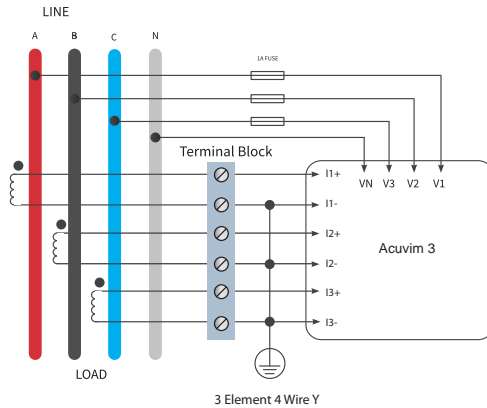 LINE
A B C N
1A FUSE
Terminal Block
VN V3 V2 V1
I1+
I1-
I2+
I2-
I3+
I3-
Acuvim 3
LOAD
3 Element 4 Wire Y